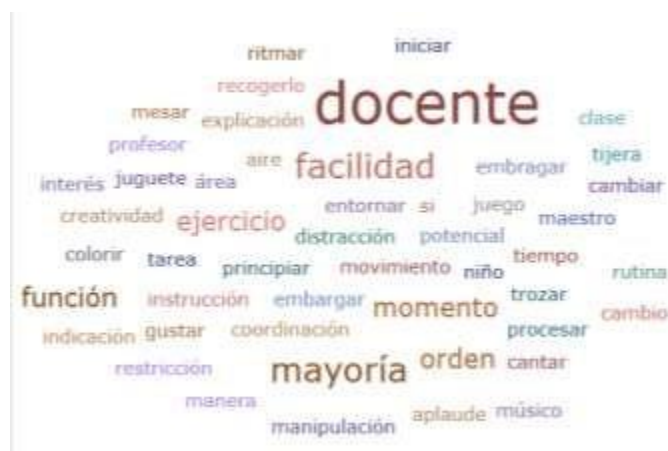 ritmar iniciar
recogerlo docente
mesar explicación clase
profesor aire facilidad embragar tijera
interés juguete área cambiar
creatividad ejercicio entornar si juego maestro
distracción potencial
colorir tarea principiar movimiento niño tiempo rutina
función instrucción embargar momento trozar cambio
indicación gustar coordinación procesar
restricción mayoría orden cantar
manera manipulación aplaude músico